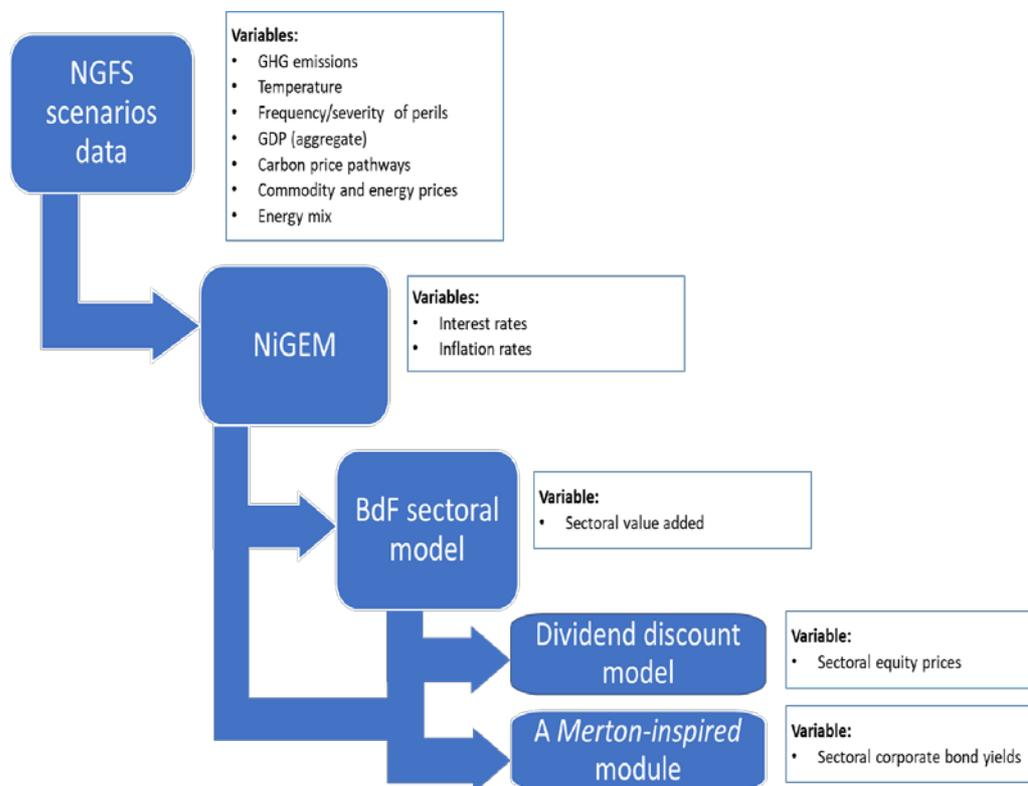 NGFS
scenarios
data
Variables:
• GHG emissions
• Temperature
• Frequency/severity of perils
• GDP (aggregate)
• Carbon price pathways
• Commodity and energy prices
• Energy mix
NiGEM
Variables:
• Interest rates
• Inflation rates
BdF sectoral
model
Variable:
• Sectoral value added
Dividend discount
model
Variable:
• Sectoral equity prices
A Merton-inspired
module
Variable:
• Sectoral corporate bond yields